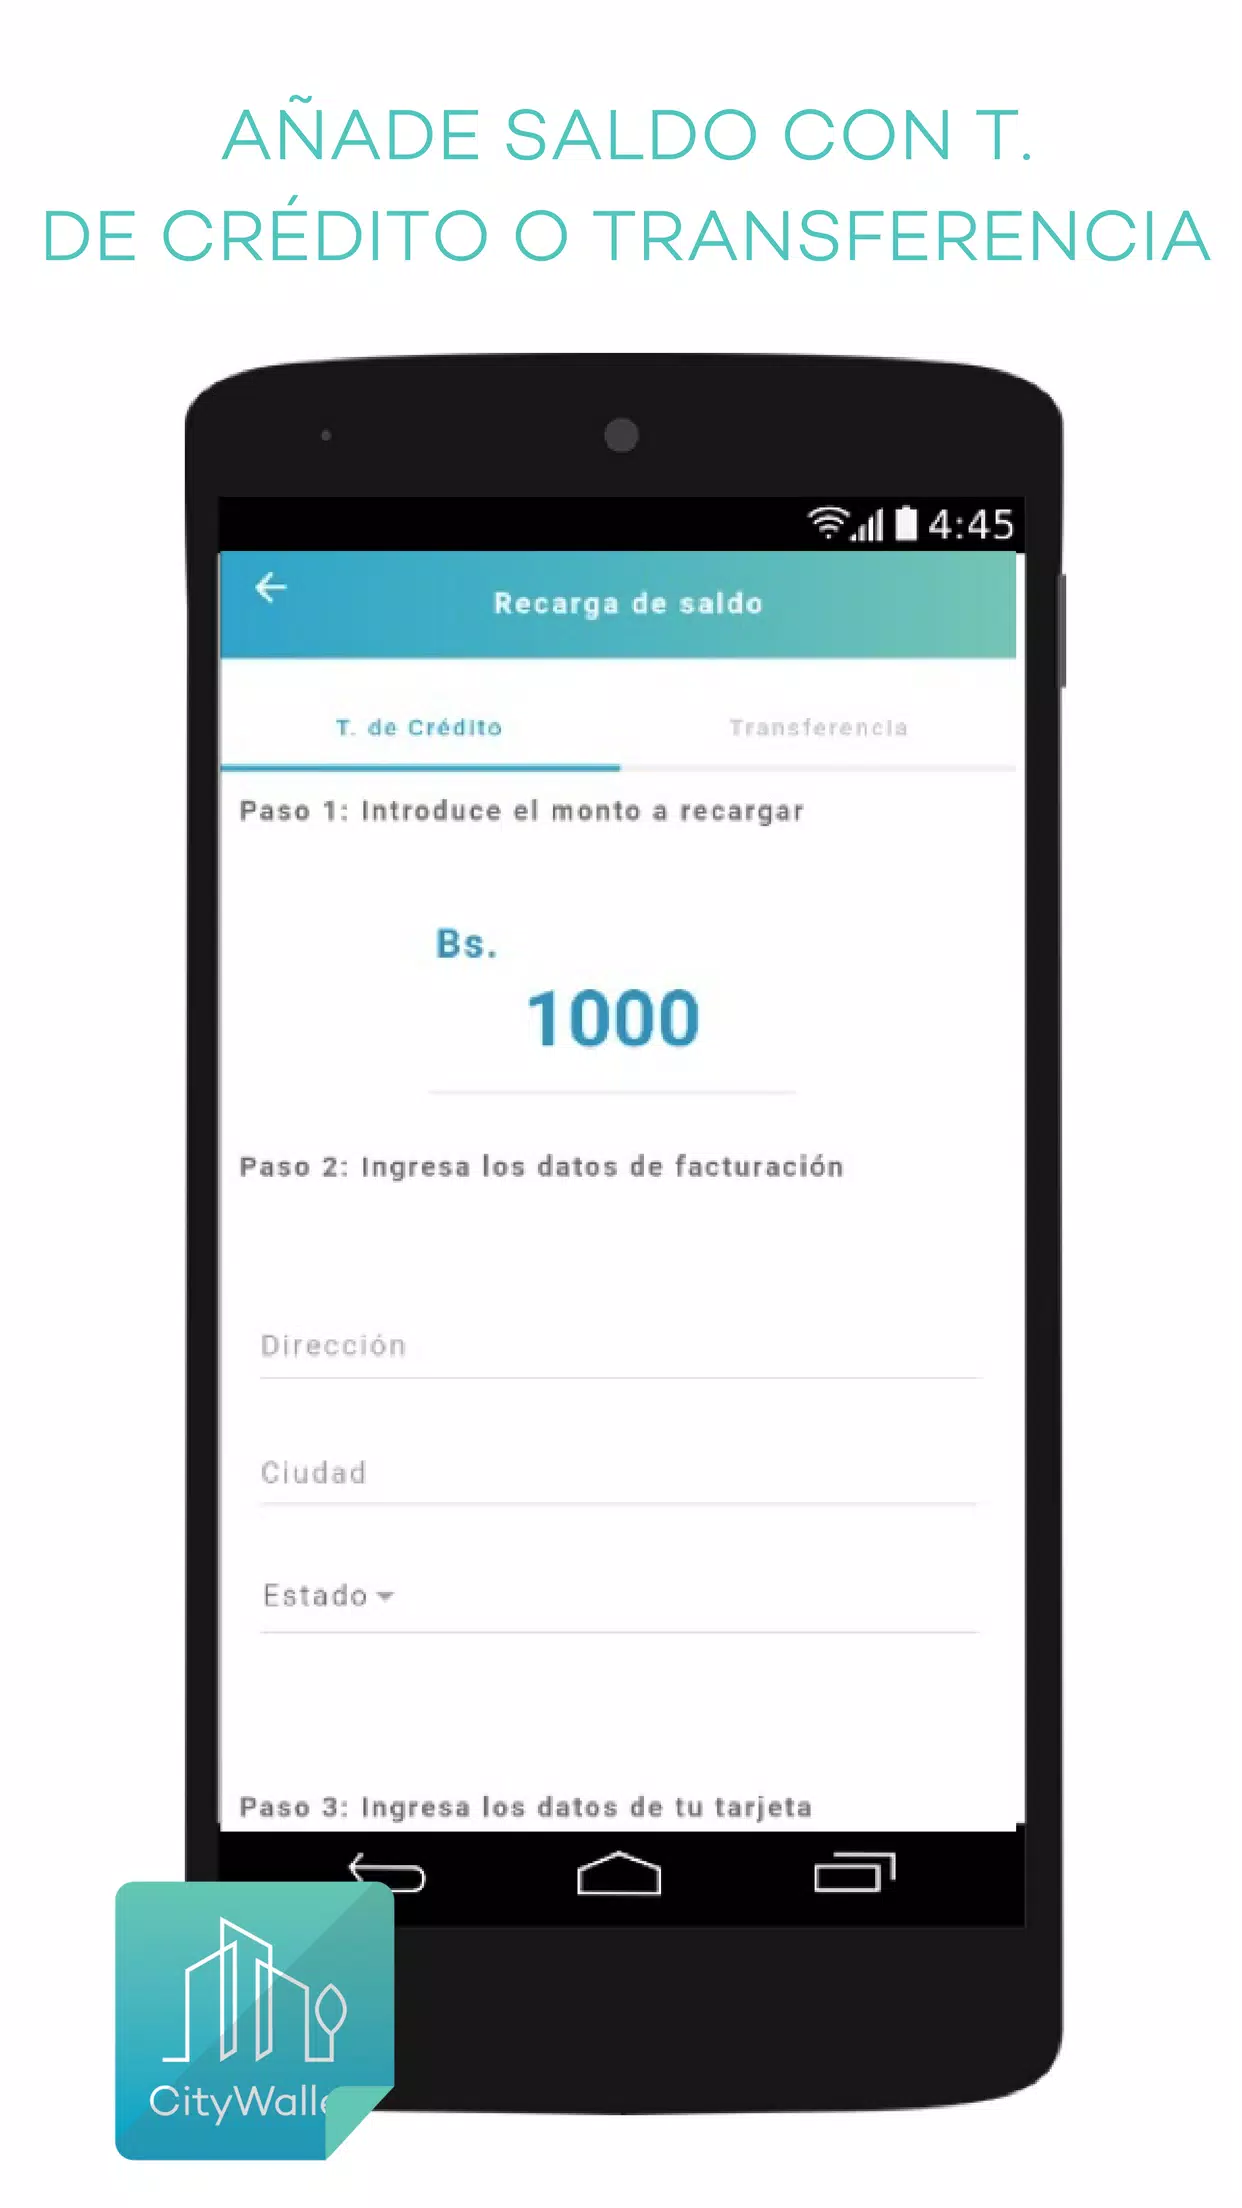 AÑADE SALDO CON T.
DE CRÉDITO O TRANSFERENCIA
4:45
Recarga de saldo
T. de Crédito
Transferencia
Paso 1: Introduce el monto a recargar
Bs.
1000
Paso 2: Ingresa los datos de facturación
Dirección
Ciudad
Estado
Paso 3: Ingresa los datos de tu tarjeta
CityWalle